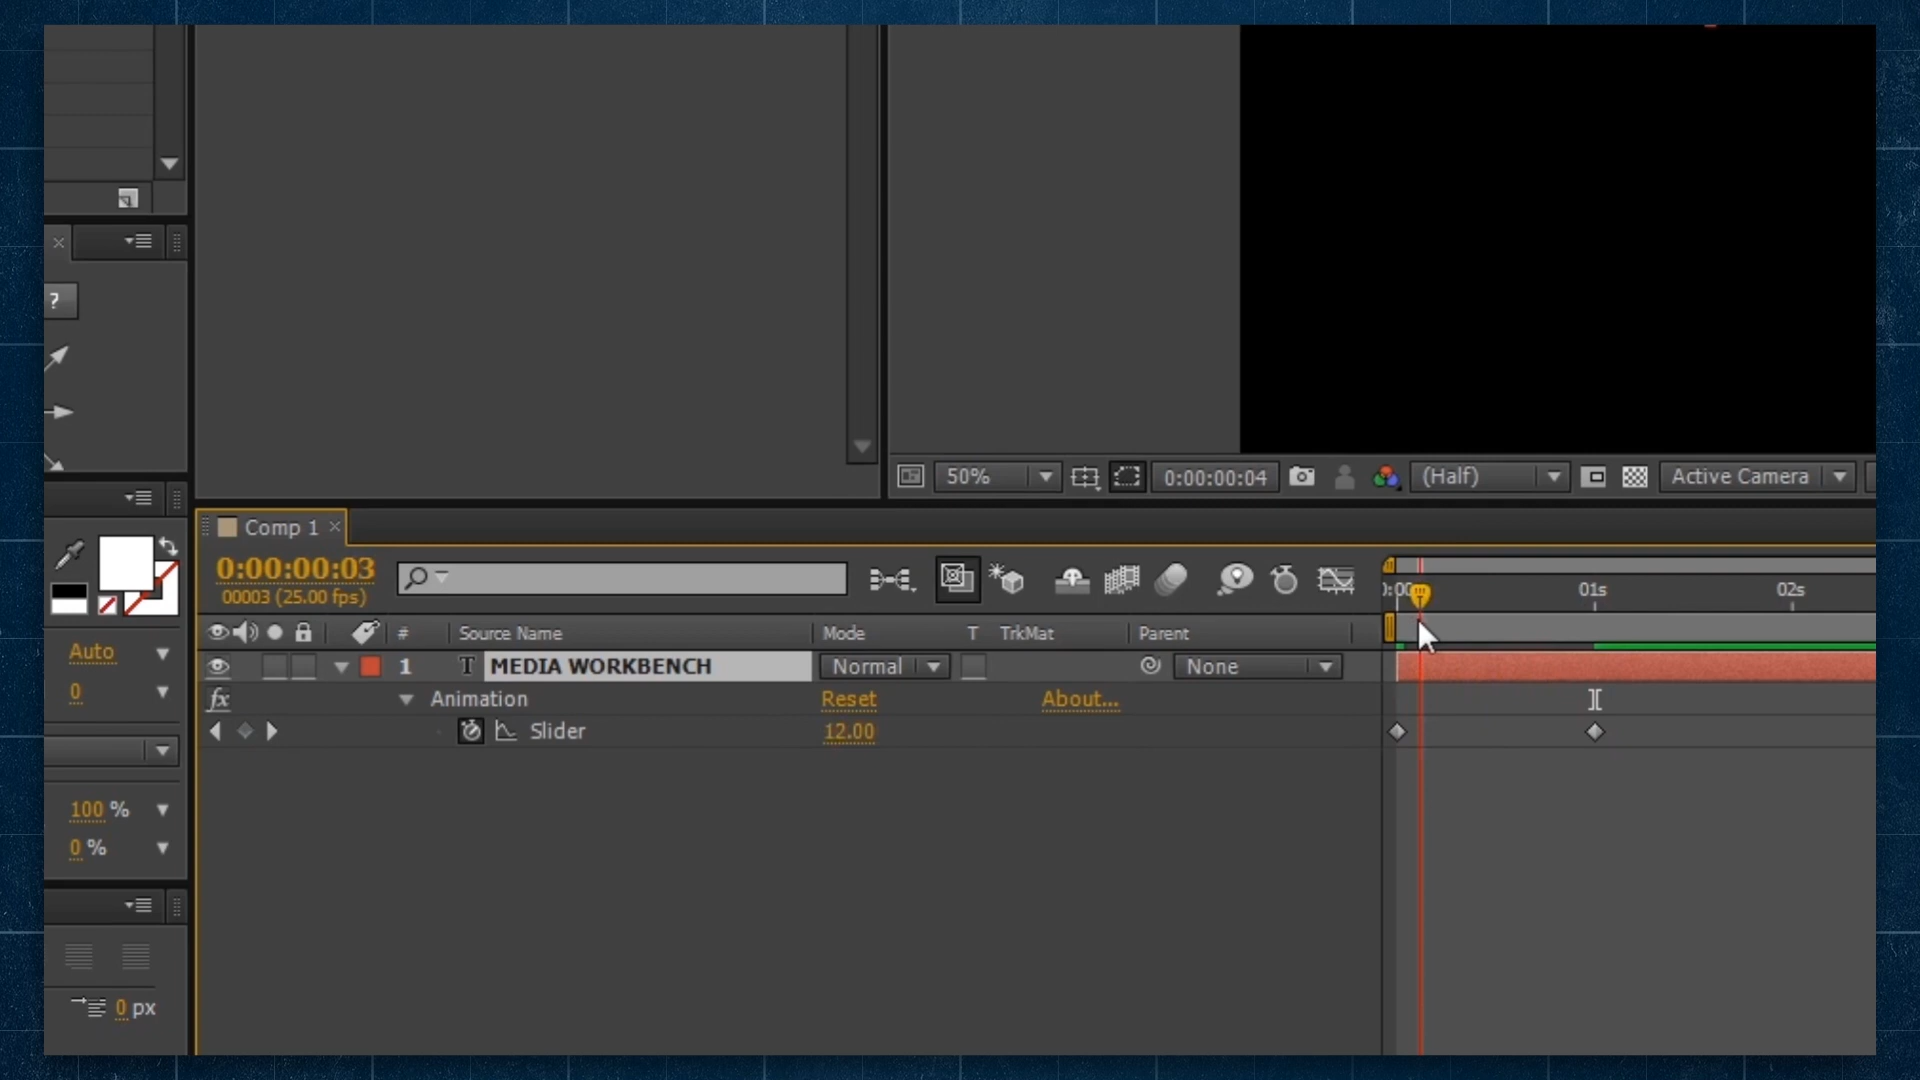 ?
50%
0:00:00:04
(Half)
Active Camera
Comp 1
0:00:00:03
00003 (25.00 fps)
):00
01s
02s
#
Source Name
Mode
T
TrkMat
Parent
Auto
1
T
MEDIA WORKBENCH
Normal
None
0
fx
Animation
Reset
About...
Slider
12.00
100 %
0 %
0 px